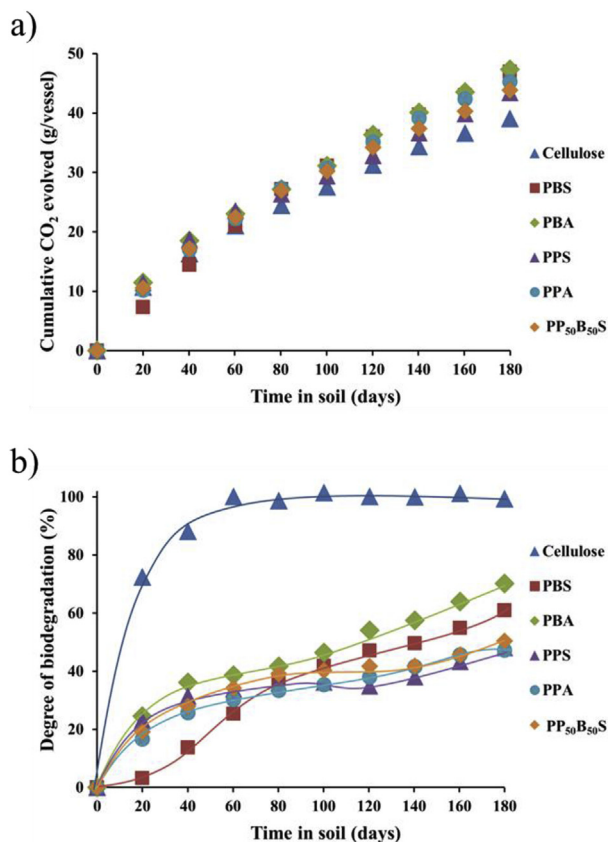 a)
50
40
30
20
10
0
Cumulative CO₂ evolved (g/vessel)
0 20 40 60 80 100 120 140 160 180
Time in soil (days)
Cellulose
PBS
PBA
PPS
PPA
PP₅₀B₅₀S
b)
100
80
60
40
20
0
Degree of biodegradation (%)
0 20 40 60 80 100 120 140 160 180
Time in soil (days)
Cellulose
PBS
PBA
PPS
PPA
PP₅₀B₅₀S